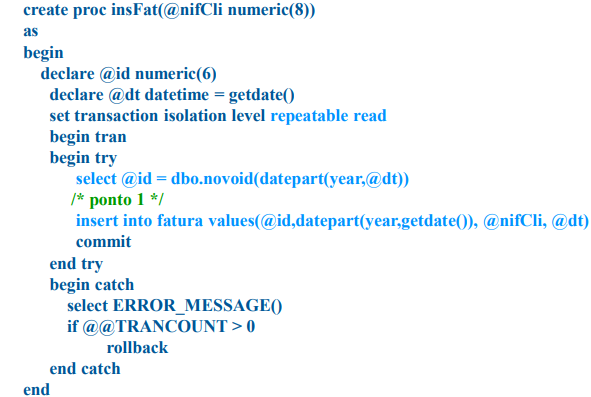 create proc insFat(@nifCli numeric(8))
as
begin
declare @id numeric(6)
declare @dt datetime = getdate()
set transaction isolation level repeatable read
begin tran
begin try
select @id = dbo.novoid(datepart(year,@dt))
/* ponto 1 */
insert into fatura values(@id,datepart(year,getdate()), @nifCli, @dt)
commit
end try
begin catch
select ERROR_MESSAGE()
if @@TRANCOUNT > 0
rollback
end catch
end